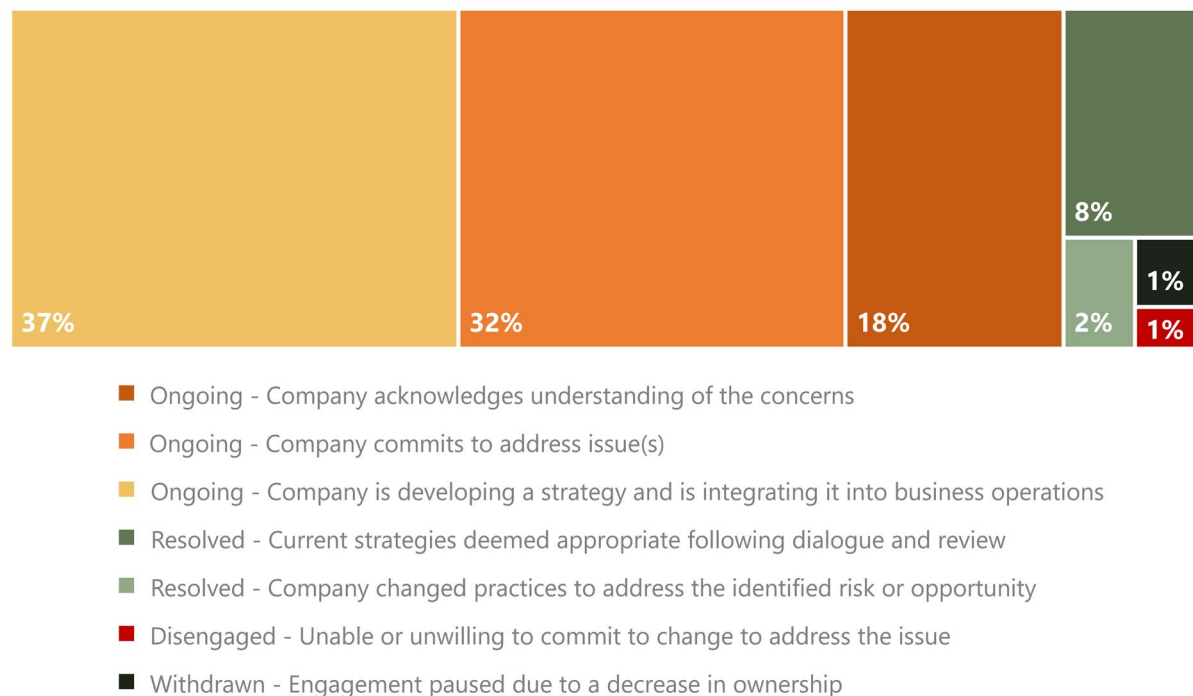 8%
1%
37%
32%
18%
2%
1%
Ongoing - Company acknowledges understanding of the concerns
Ongoing - Company commits to address issue(s)
Ongoing - Company is developing a strategy and is integrating it into business operations
Resolved - Current strategies deemed appropriate following dialogue and review
Resolved - Company changed practices to address the identified risk or opportunity
Disengaged - Unable or unwilling to commit to change to address the issue
Withdrawn - Engagement paused due to a decrease in ownership